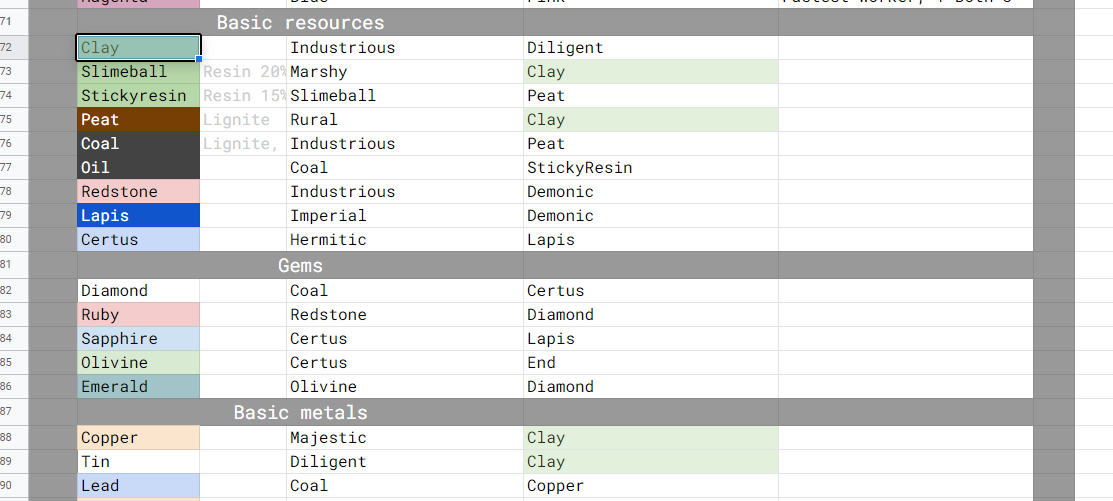 71 Basic resources
72 Clay Industrious Diligent
73 Slimeball Resin 20% Marshy Clay
74 Stickyresin Resin 15% Slimeball Peat
75 Peat Lignite Rural Clay
76 Coal Lignite, Industrious Peat
77 Oil Coal StickyResin
78 Redstone Industrious Demonic
79 Lapis Imperial Demonic
80 Certus Hermitic Lapis
81 Gems
82 Diamond Coal Certus
83 Ruby Redstone Diamond
84 Sapphire Certus Lapis
85 Olivine Certus End
86 Emerald Olivine Diamond
87 Basic metals
88 Copper Majestic Clay
89 Tin Diligent Clay
90 Lead Coal Copper